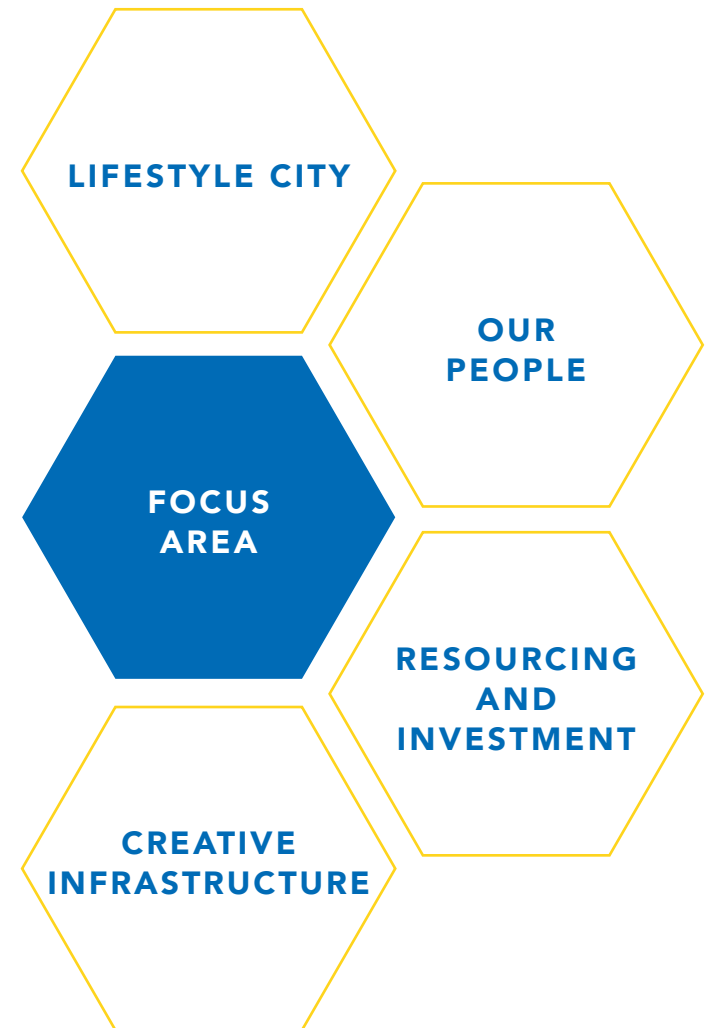 LIFESTYLE CITY
OUR
PEOPLE
FOCUS
AREA
RESOURCING
AND
INVESTMENT
CREATIVE
INFRASTRUCTURE